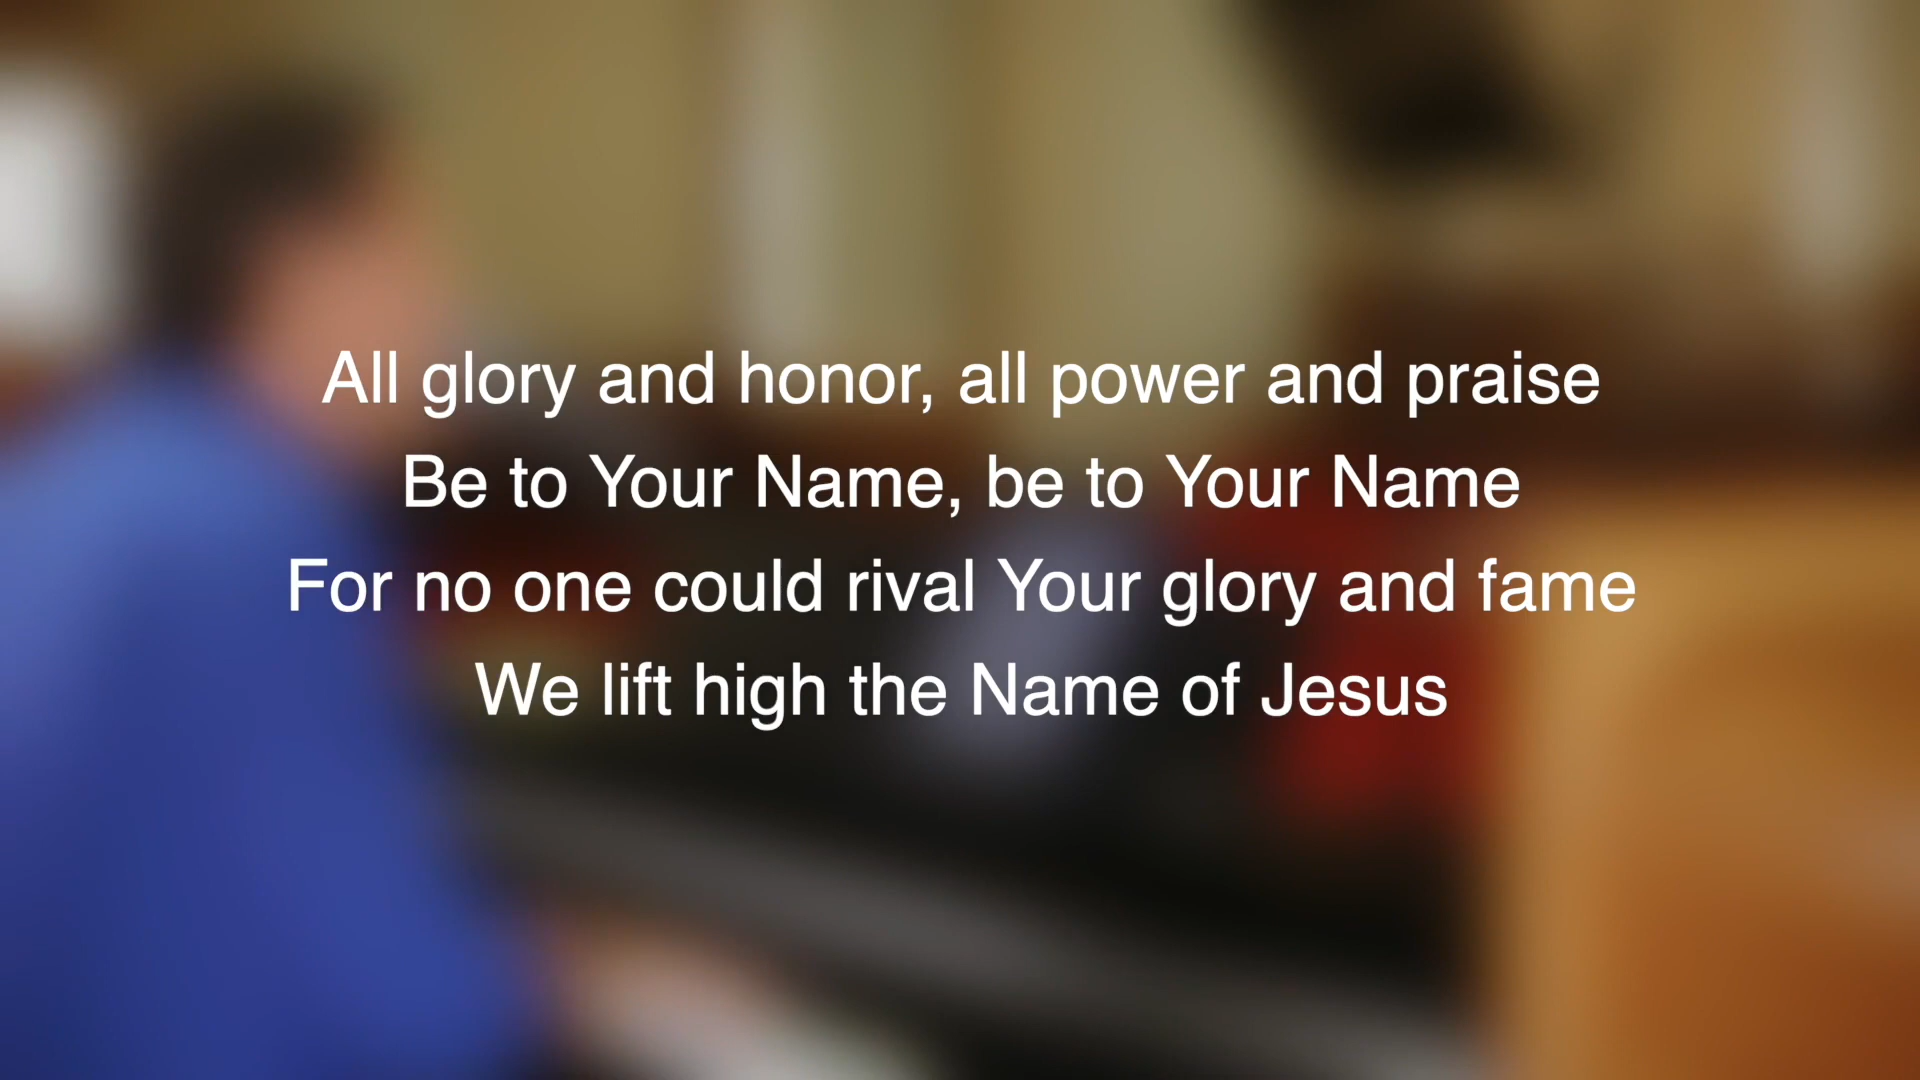 All glory and honor, all power and praise
Be to Your Name, be to Your Name
For no one could rival Your glory and fame
We lift high the Name of Jesus